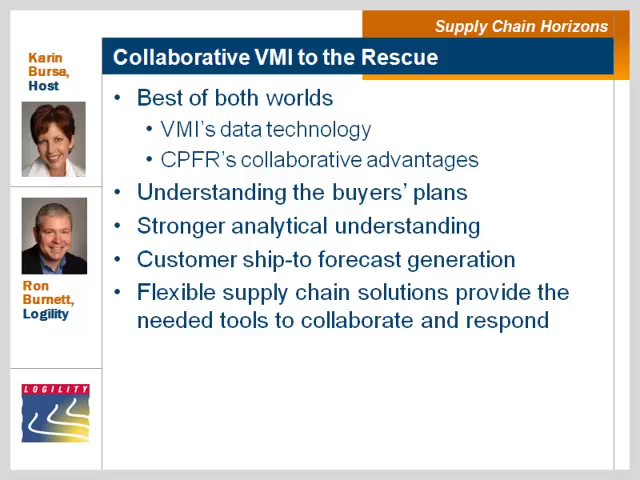 Supply Chain Horizons
Collaborative VMI to the Rescue
Karin
Bursa,
Host
Ron
Burnett,
Logility
LOGILITY
• Best of both worlds
• VMI's data technology
• CPFR's collaborative advantages
• Understanding the buyers' plans
• Stronger analytical understanding
• Customer ship-to forecast generation
• Flexible supply chain solutions provide the
needed tools to collaborate and respond